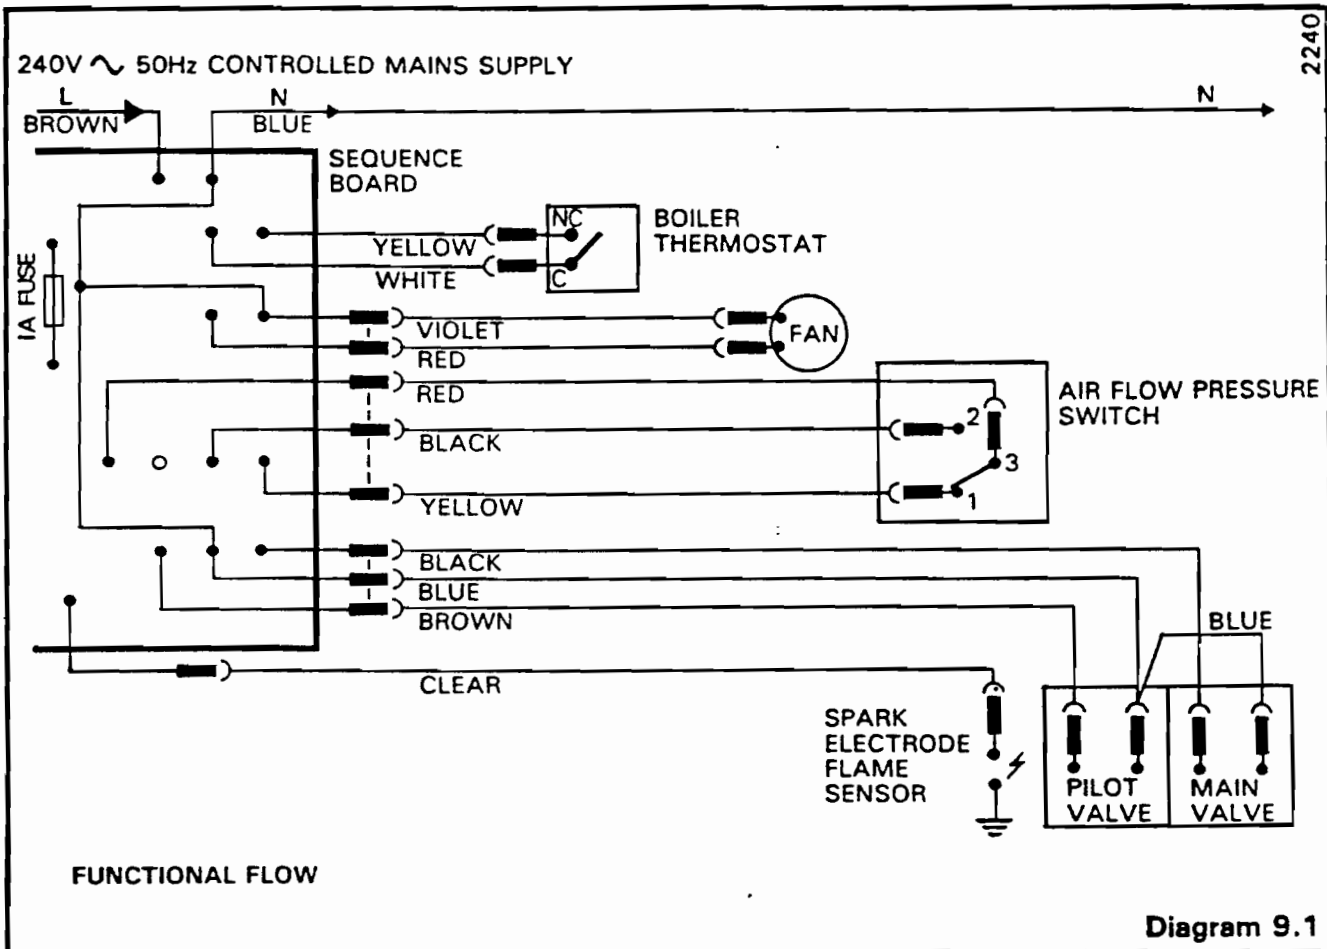 2240
240V ∿ 50Hz CONTROLLED MAINS SUPPLY
L
BROWN
N
BLUE
N
SEQUENCE
BOARD
NC
C
BOILER
THERMOSTAT
YELLOW
WHITE
1A FUSE
VIOLET
RED
FAN
RED
BLACK
YELLOW
2
3
1
AIR FLOW PRESSURE
SWITCH
BLACK
BLUE
BROWN
BLUE
CLEAR
SPARK
ELECTRODE
FLAME
SENSOR
PILOT
VALVE
MAIN
VALVE
FUNCTIONAL FLOW
Diagram 9.1